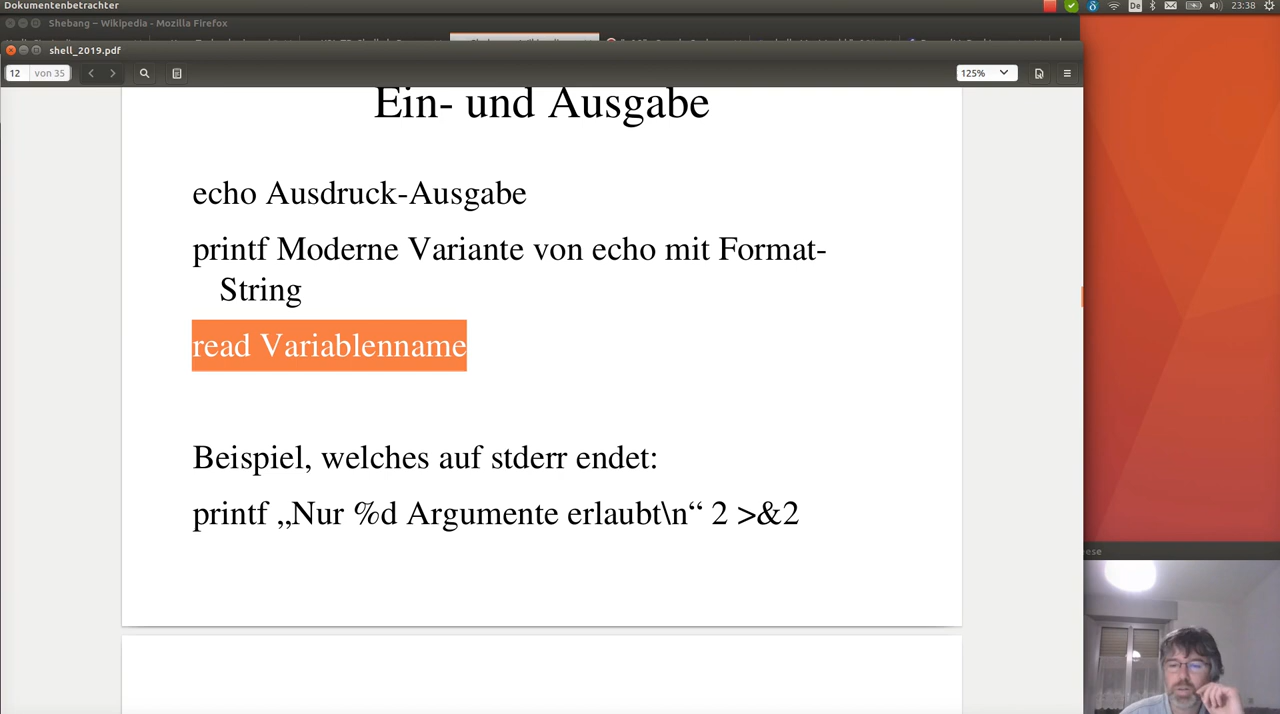 Dokumentenbetrachter
De
23:38
Shebang – Wikipedia - Mozilla Firefox
shell_2019.pdf
12 von 35
125%
Ein- und Ausgabe
echo Ausdruck-Ausgabe
printf Moderne Variante von echo mit Format-
String
read Variablenname
Beispiel, welches auf stderr endet:
printf „Nur %d Argumente erlaubt\n“ 2 >&2